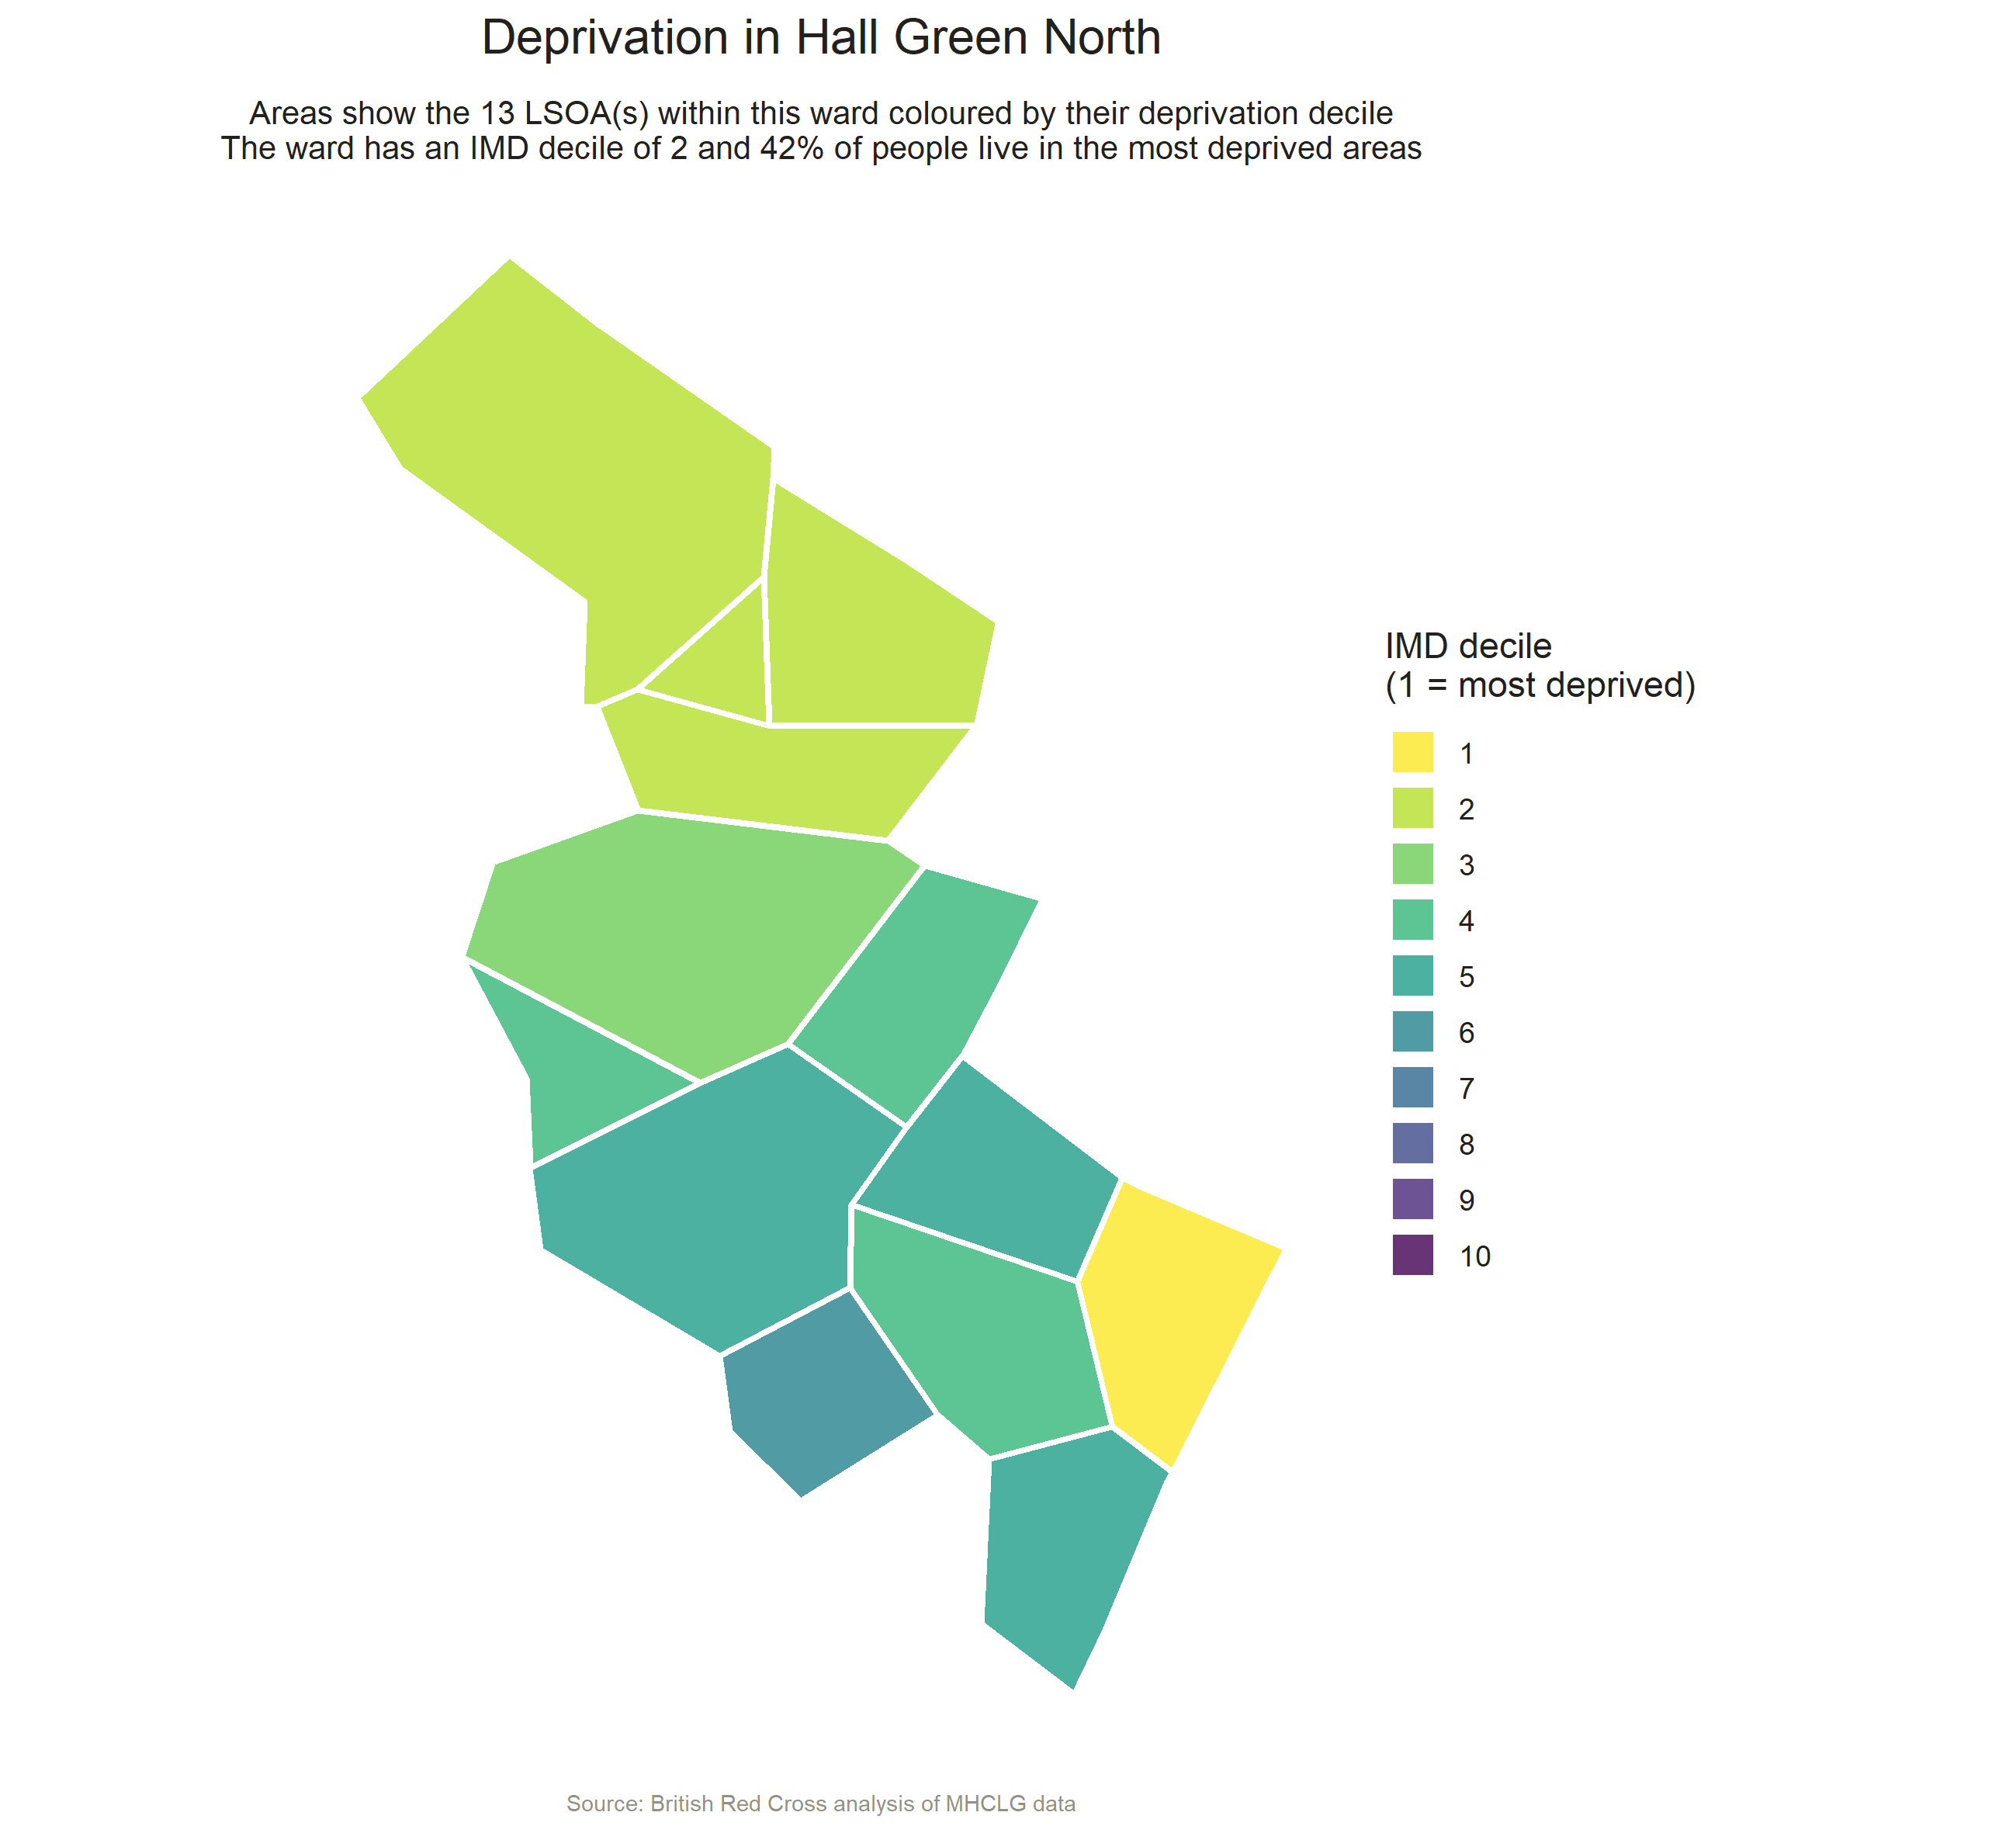 Deprivation in Hall Green North
Areas show the 13 LSOA(s) within this ward coloured by their deprivation decile
The ward has an IMD decile of 2 and 42% of people live in the most deprived areas
IMD decile
(1 = most deprived)
1
2
3
4
5
6
7
8
9
10
Source: British Red Cross analysis of MHCLG data